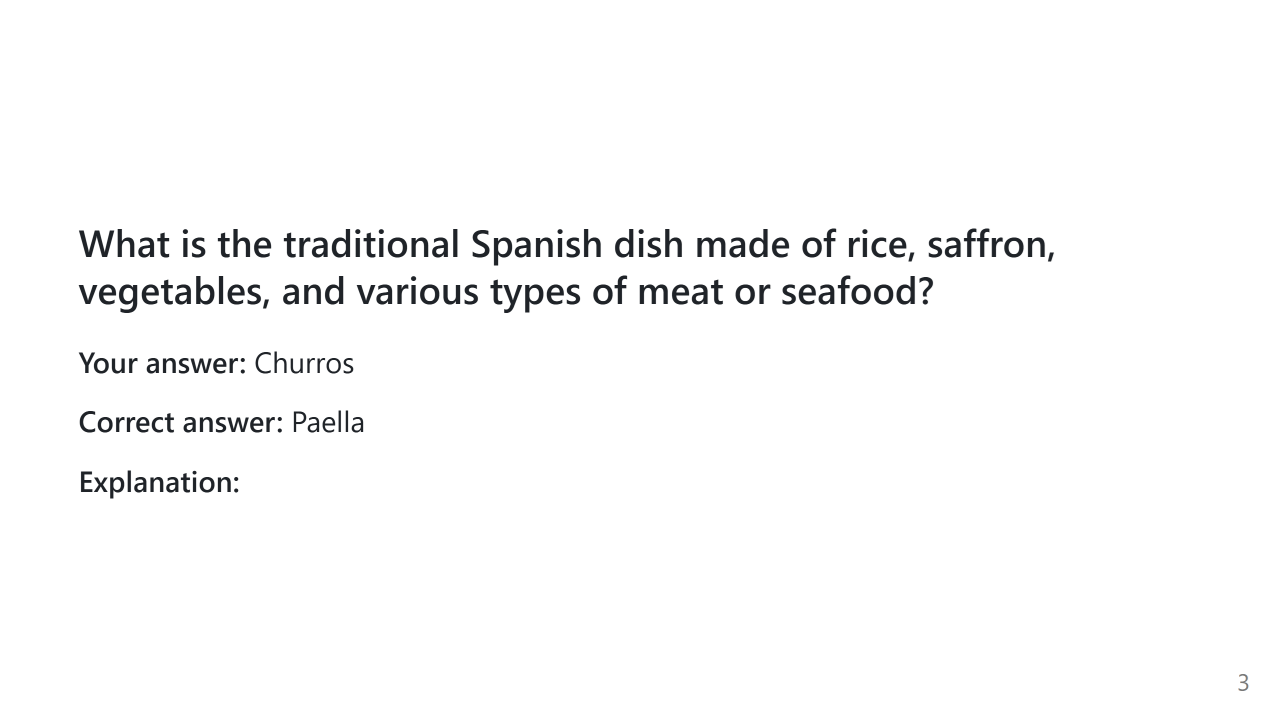 What is the traditional Spanish dish made of rice, saffron,
vegetables, and various types of meat or seafood?
Your answer: Churros
Correct answer: Paella
Explanation:
3